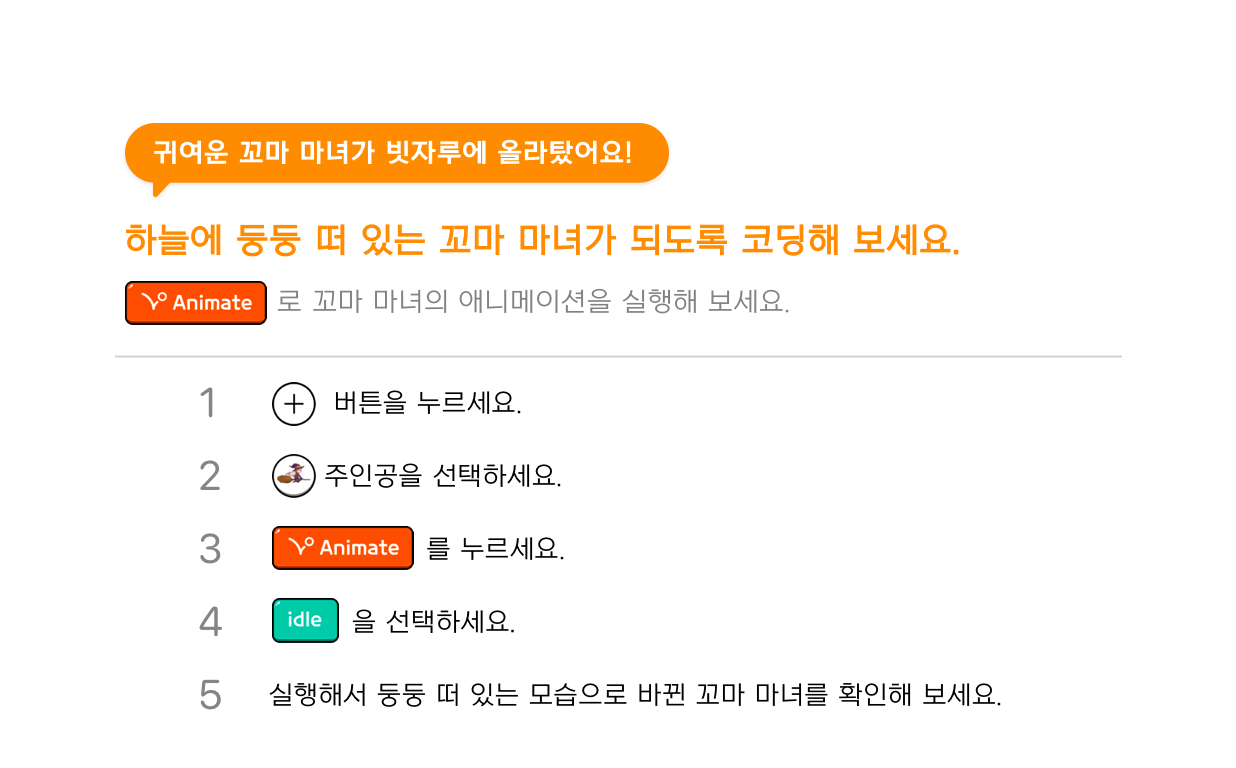 귀여운 꼬마 마녀가 빗자루에 올라탔어요!
하늘에 둥둥 떠 있는 꼬마 마녀가 되도록 코딩해 보세요.
Animate 로 꼬마 마녀의 애니메이션을 실행해 보세요.
1 버튼을 누르세요.
2 주인공을 선택하세요.
3 Animate 를 누르세요.
4 idle 을 선택하세요.
5 실행해서 둥둥 떠 있는 모습으로 바뀐 꼬마 마녀를 확인해 보세요.